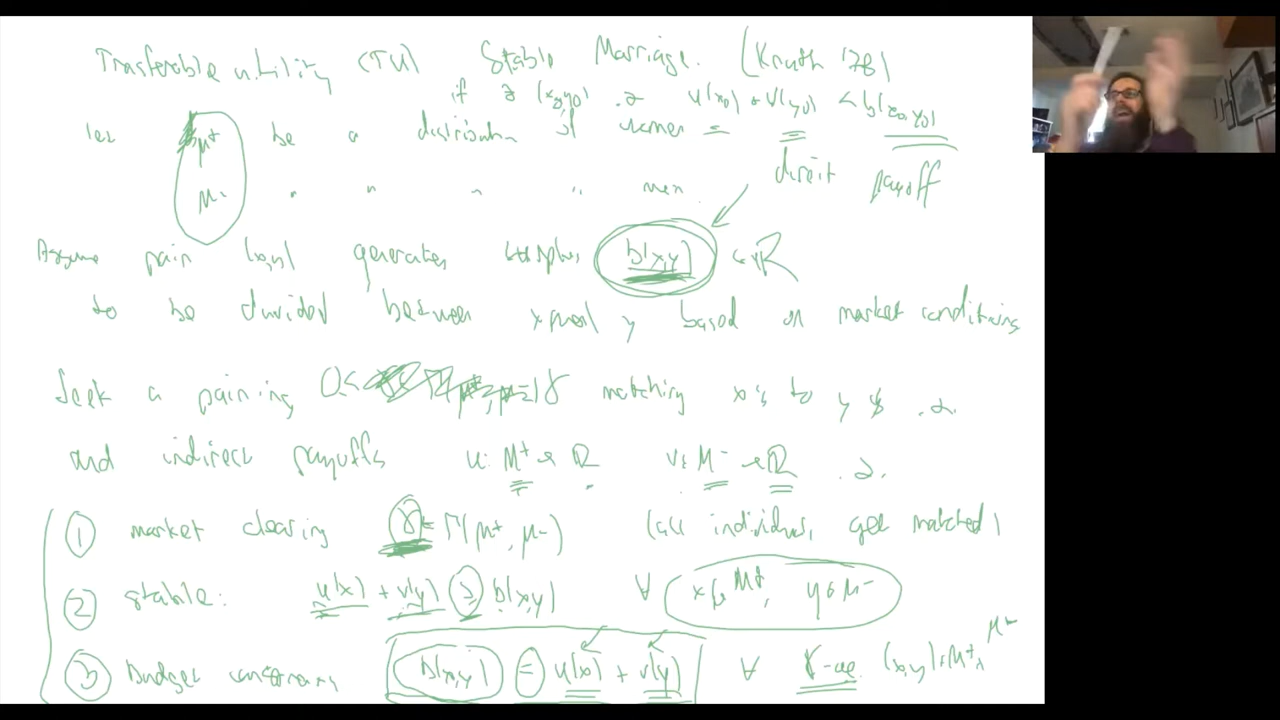 Transferable utility (TU) Stable Marriage. (Knuth '76)
if ∃ (x0,y0) s.t. u(x0) + v(y0) < b(x0,y0)
let μ+ be a distribution of women
μ- " " " " men.
direct payoff
Assume pair (x,y) generates surplus b(x,y) ∈ R
to be divided between x and y based on market conditions
Seek a pairing 0≤ γ matching x's to y's s.t.
and indirect payoffs u: M+ → R v: M- → R s.t.
① market clearing γ ∈ Γ(μ+, μ-) (all individuals get matched)
② stable: u(x) + v(y) ≥ b(x,y) ∀ x ∈ M+, y ∈ M-
③ Budget constraint b(x,y) = u(x) + v(y) ∀ γ-ae (x,y) ∈ M+ × M-